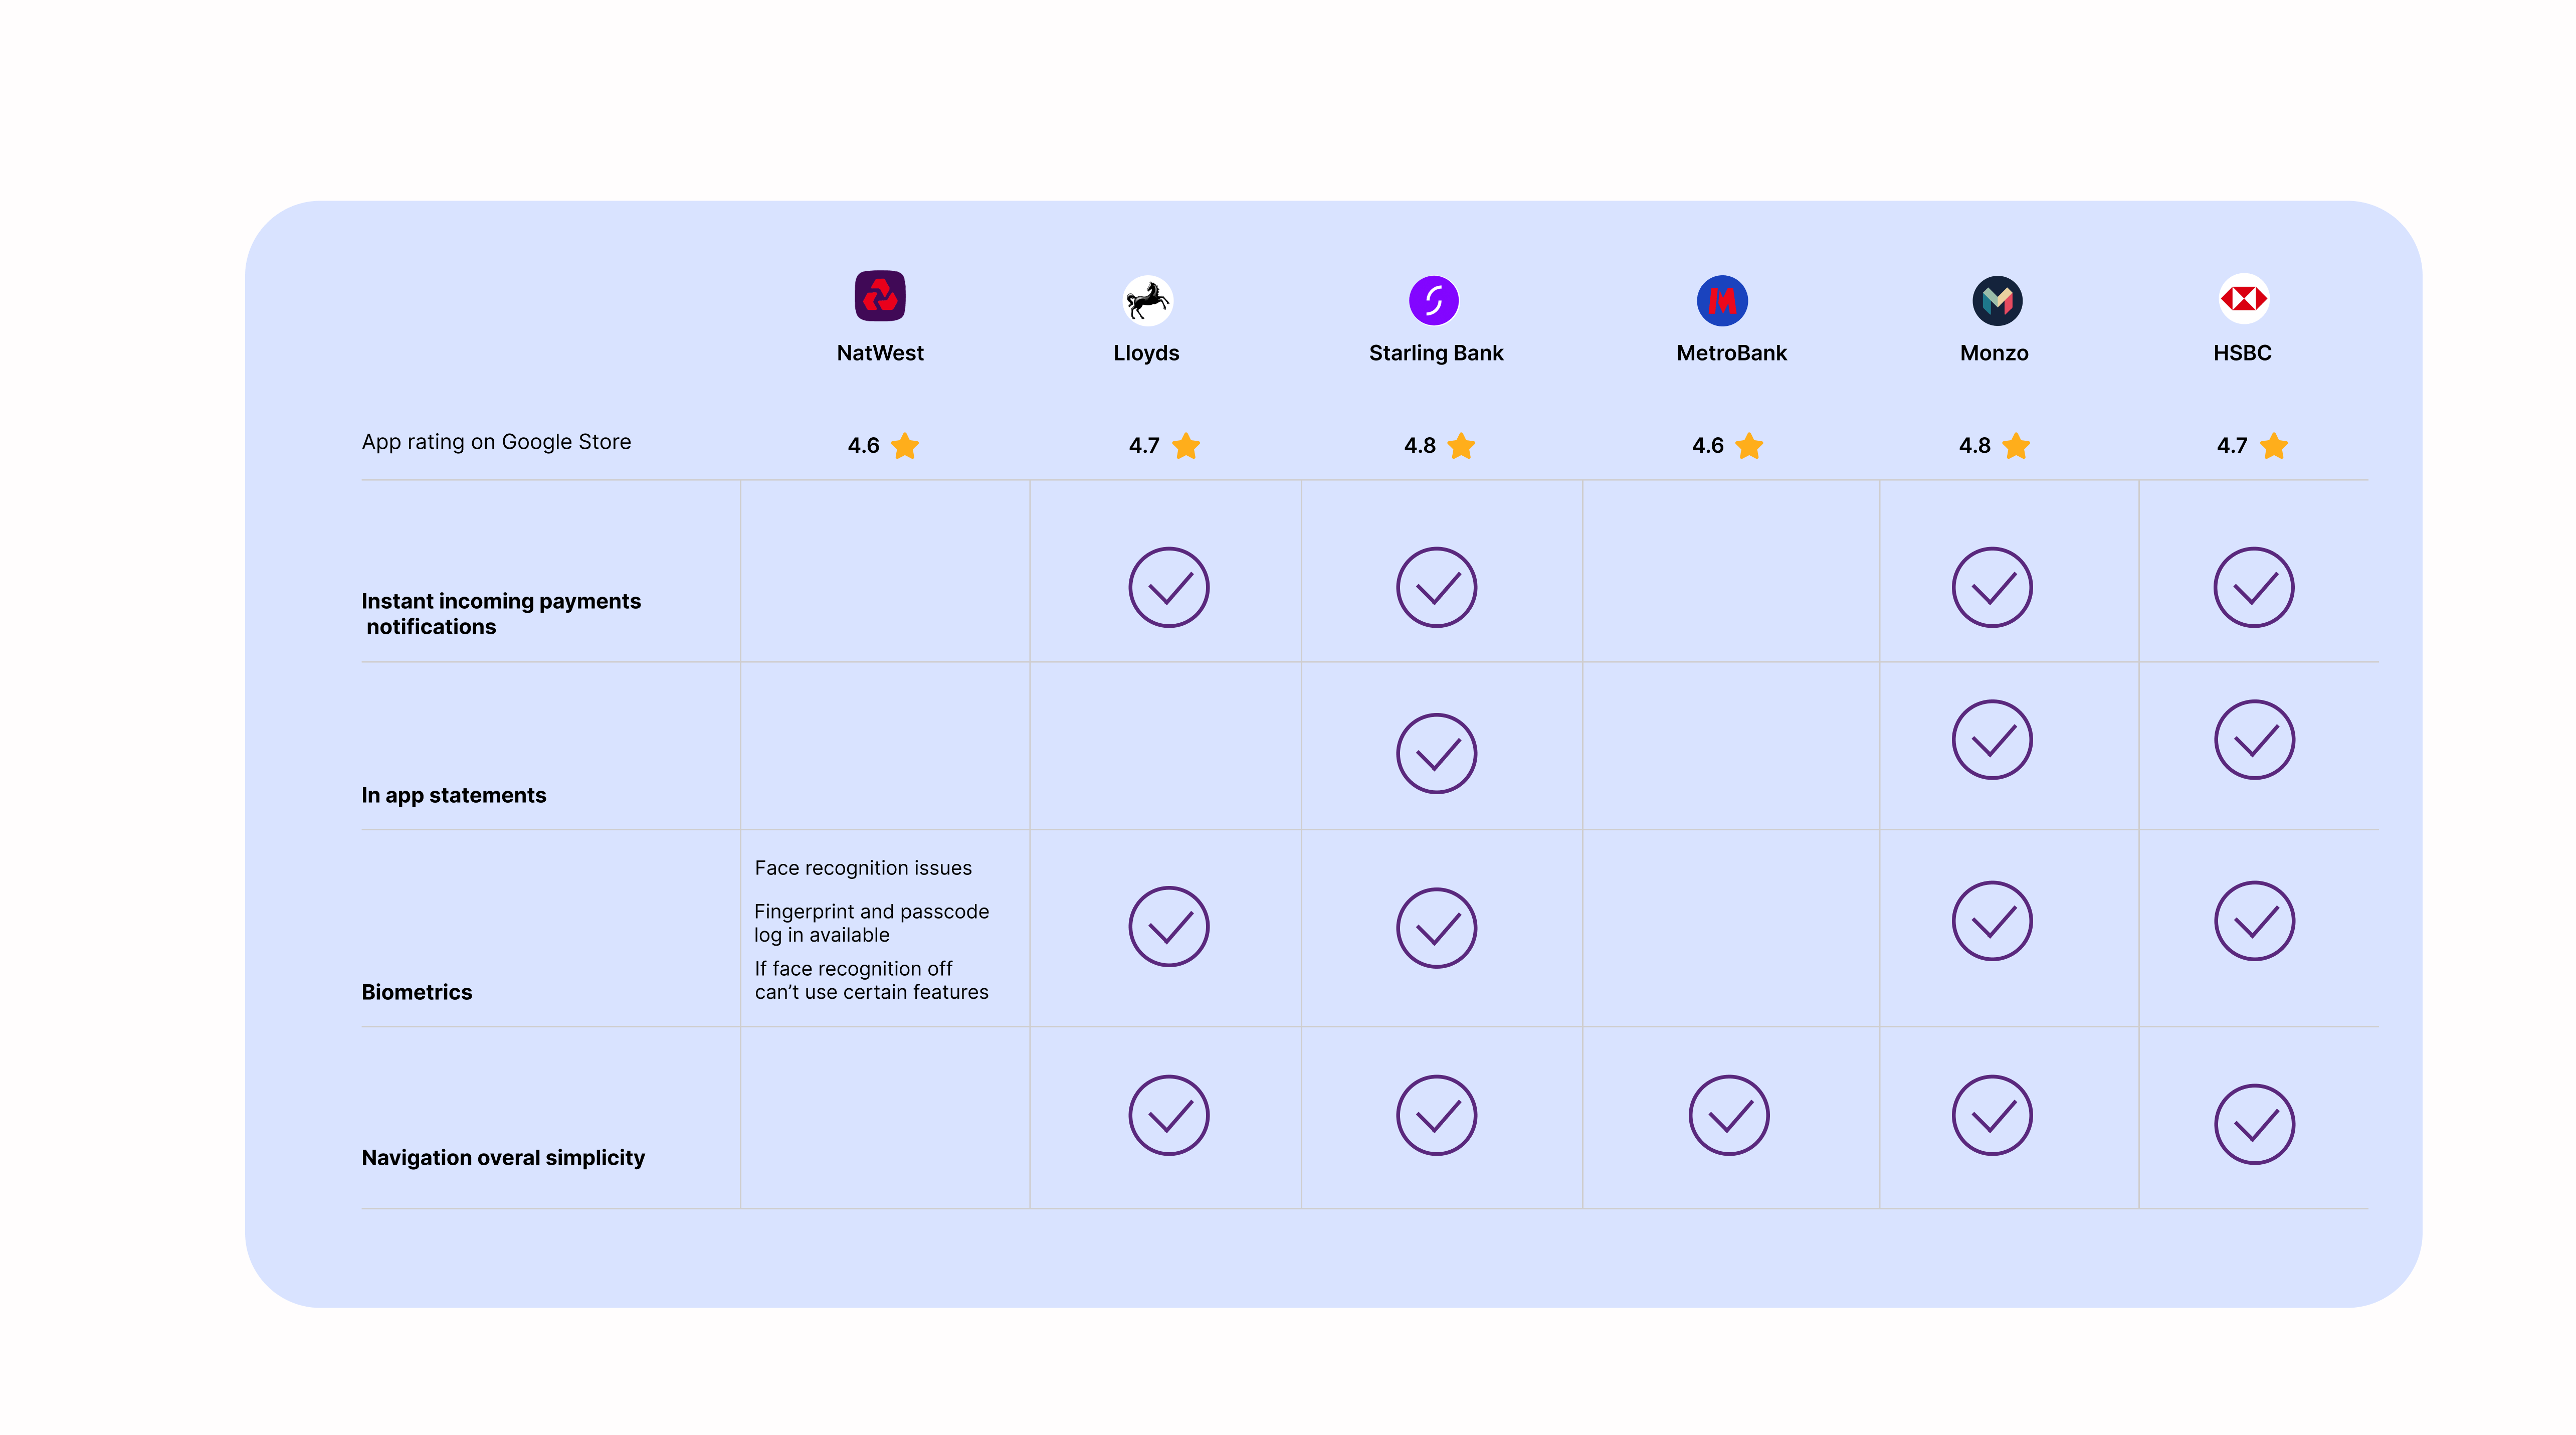 NatWest
Lloyds
Starling Bank
MetroBank
Monzo
HSBC
App rating on Google Store
4.6
4.7
4.8
4.6
4.8
4.7
Instant incoming payments
notifications
In app statements
Face recognition issues
Fingerprint and passcode
log in available
If face recognition off
can’t use certain features
Biometrics
Navigation overal simplicity